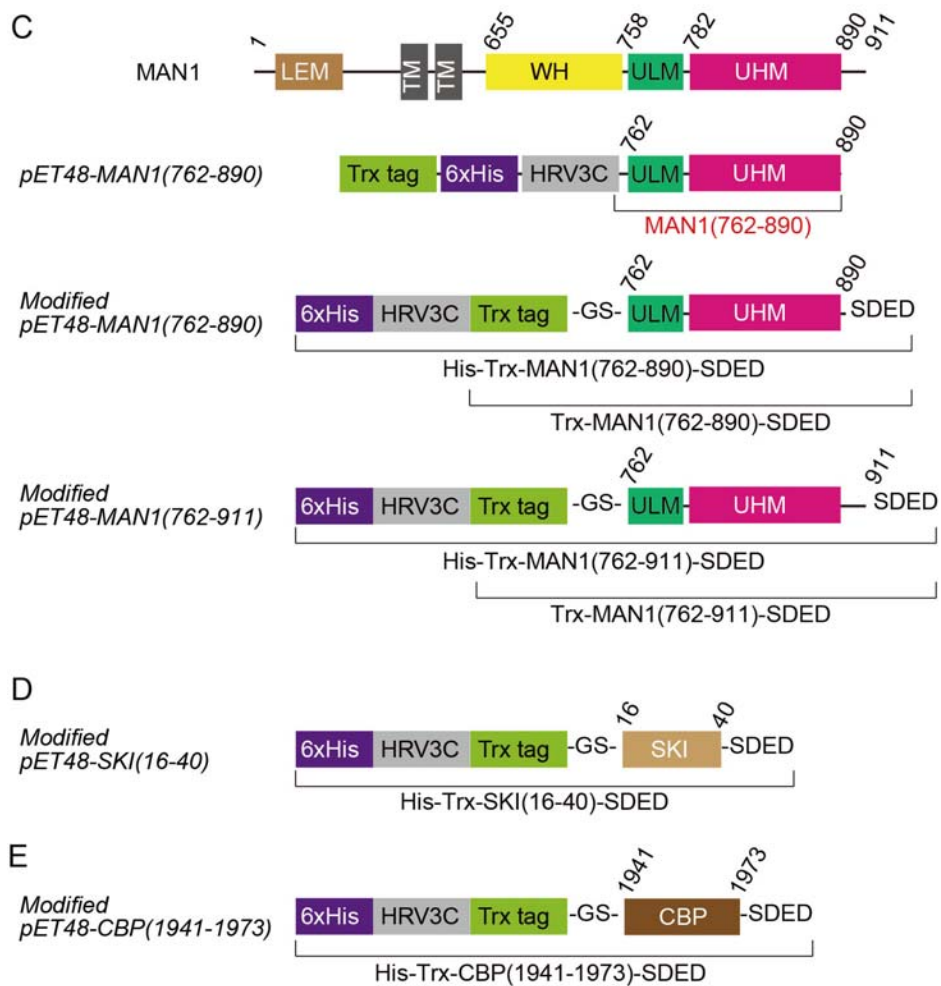 C
1
655
758
782
890
911
MAN1
LEM
TM
TM
WH
ULM
UHM
762
890
pET48-MAN1(762-890)
Trx tag
6xHis
HRV3C
ULM
UHM
MAN1(762-890)
762
890
Modified
pET48-MAN1(762-890)
6xHis
HRV3C
Trx tag
-GS-
ULM
UHM
SDED
His-Trx-MAN1(762-890)-SDED
Trx-MAN1(762-890)-SDED
762
911
Modified
pET48-MAN1(762-911)
6xHis
HRV3C
Trx tag
-GS-
ULM
UHM
SDED
His-Trx-MAN1(762-911)-SDED
Trx-MAN1(762-911)-SDED
D
16
40
Modified
pET48-SKI(16-40)
6xHis
HRV3C
Trx tag
-GS-
SKI
-SDED
His-Trx-SKI(16-40)-SDED
E
1941
1973
Modified
pET48-CBP(1941-1973)
6xHis
HRV3C
Trx tag
-GS-
CBP
-SDED
His-Trx-CBP(1941-1973)-SDED